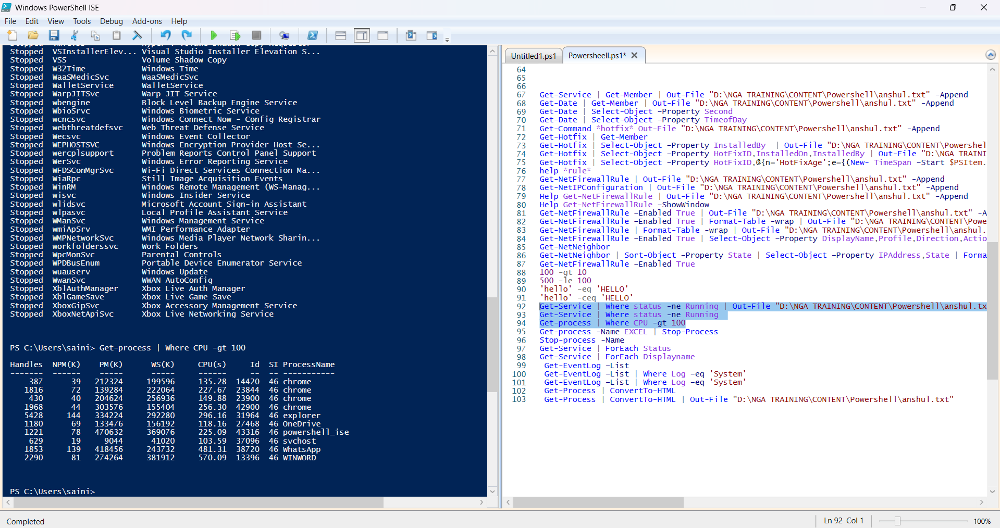 Windows PowerShell ISE
File Edit View Tools Debug Add-ons Help
Stopped VSInstallerElev... Visual Studio Installer Elevation S...
Stopped VSS Volume Shadow Copy
Stopped W32Time Windows Time
Stopped WaaSMedicSvc WaaSMedicSvc
Stopped WalletService WalletService
Stopped WarpJITSvc Warp JIT Service
Stopped wbengine Block Level Backup Engine Service
Stopped WbioSrvc Windows Biometric Service
Stopped wcncsvc Windows Connect Now - Config Registrar
Stopped webthreatdefsvc Web Threat Defense Service
Stopped Wecsvc Windows Event Collector
Stopped WEPHOSTSVC Windows Encryption Provider Host Se...
Stopped wercplsupport Problem Reports Control Panel Support
Stopped WerSvc Windows Error Reporting Service
Stopped WFDSConMgrSvc Wi-Fi Direct Services Connection Ma...
Stopped WiaRpc Still Image Acquisition Events
Stopped WinRM Windows Remote Management (WS-Manag...
Stopped wisvc Windows Insider Service
Stopped wlidsvc Microsoft Account Sign-in Assistant
Stopped wlpasvc Local Profile Assistant Service
Stopped WManSvc Windows Management Service
Stopped wmiApSrv WMI Performance Adapter
Stopped WMPNetworkSvc Windows Media Player Network Sharin...
Stopped workfolderssvc Work Folders
Stopped WpcMonSvc Parental Controls
Stopped WPDBusEnum Portable Device Enumerator Service
Stopped wuauserv Windows Update
Stopped WwanSvc WWAN AutoConfig
Stopped XblAuthManager Xbox Live Auth Manager
Stopped XblGameSave Xbox Live Game Save
Stopped XboxGipSvc Xbox Accessory Management Service
Stopped XboxNetApiSvc Xbox Live Networking Service
PS C:\Users\saini> Get-process | Where CPU -gt 100
Handles NPM(K) PM(K) WS(K) CPU(s) Id SI ProcessName
------- ------ ----- ----- ------ -- -- -----------
387 39 212324 199596 135.28 14420 46 chrome
1816 72 139284 222064 227.67 23844 46 chrome
430 40 204624 256936 149.88 23900 46 chrome
1968 44 303576 155404 256.30 42900 46 chrome
5428 144 334224 292280 296.16 31964 46 explorer
1180 69 133476 156192 118.16 27468 46 OneDrive
1221 78 470632 369076 225.09 43316 46 powershell_ise
629 19 9044 41020 103.59 37096 46 svchost
1853 139 418456 243732 481.31 38720 46 WhatsApp
2290 81 274264 381912 570.09 13396 46 WINWORD
PS C:\Users\saini>
Untitled1.ps1 Powersheell.ps1*
64
65
66
67 Get-Service | Get-Member | Out-File "D:\NGA TRAINING\CONTENT\Powershell\anshul.txt" -Append
68 Get-Date | Get-Member | Out-File "D:\NGA TRAINING\CONTENT\Powershell\anshul.txt" -Append
69 Get-Date | Select-Object -Property Second
70 Get-Date | Select-Object -Property TimeofDay
71 Get-Command *hotfix* Out-File "D:\NGA TRAINING\CONTENT\Powershell\anshul.txt" -Append
72 Get-Hotfix | Get-Member
73 Get-Hotfix | Select-Object -Property InstalledBy | Out-File "D:\NGA TRAINING\CONTENT\Powershel
74 Get-Hotfix | Select-Object -Property HotFixID,InstalledOn,InstalledBy | Out-File "D:\NGA TRAINI
75 Get-Hotfix | Select-Object -Property HotFixID,@{n='HotFixAge';e={(New- TimeSpan -Start $PSItem.
76 help *rule*
77 Get-NetFirewallRule | Out-File "D:\NGA TRAINING\CONTENT\Powershell\anshul.txt" -Append
78 Get-NetIPConfiguration | Out-File "D:\NGA TRAINING\CONTENT\Powershell\anshul.txt" -Append
79 Help Get-NetFirewallRule | Out-File "D:\NGA TRAINING\CONTENT\Powershell\anshul.txt" -Append
80 Help Get-NetFirewallRule -ShowWindow
81 Get-NetFirewallRule -Enabled True | Out-File "D:\NGA TRAINING\CONTENT\Powershell\anshul.txt" -A
82 Get-NetFirewallRule -Enabled True | Format-Table -wrap | Out-File "D:\NGA TRAINING\CONTENT\Powe
83 Get-NetFirewallRule | Format-Table -wrap | Out-File "D:\NGA TRAINING\CONTENT\Powershell\anshul.
84 Get-NetFirewallRule -Enabled True | Select-Object -Property DisplayName,Profile,Direction,Actio
85 Get-NetNeighbor
86 Get-NetNeighbor | Sort-Object -Property State | Select-Object -Property IPAddress,State | Forma
87 Get-NetFirewallRule -Enabled True
88 100 -gt 10
89 500 -le 100
90 'hello' -eq 'HELLO'
91 'hello' -ceq 'HELLO'
92 Get-Service | Where status -ne Running | Out-File "D:\NGA TRAINING\CONTENT\Powershell\anshul.tx
93 Get-Service | Where status -ne Running
94 Get-process | Where CPU -gt 100
95 Get-process -Name EXCEL | Stop-Process
96 Stop-process -Name
97 Get-Service | ForEach Status
98 Get-Service | ForEach Displayname
99 Get-EventLog -List
100 Get-EventLog -List | Where Log -eq 'System'
101 Get-EventLog -List | Where Log -eq 'System'
102 Get-Process | ConvertTo-HTML
103 Get-Process | ConvertTo-HTML | Out-File "D:\NGA TRAINING\CONTENT\Powershell\anshul.txt"
Completed
Ln 92 Col 1
100%